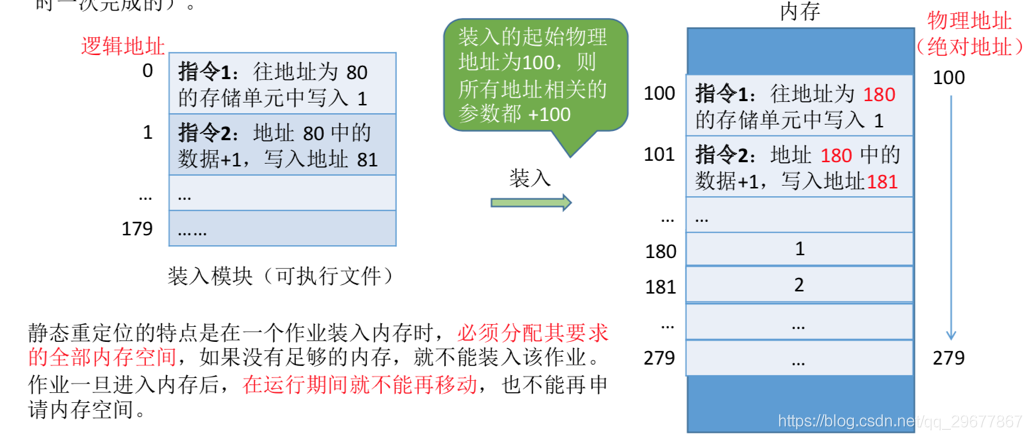 时一次完成的）。
逻辑地址
0
指令1：往地址为 80
的存储单元中写入 1
1
指令2：地址 80 中的
数据+1，写入地址 81
...
...
179
……
装入模块（可执行文件）
装入的起始物理
地址为100，则
所有地址相关的
参数都 +100
装入
内存
物理地址
（绝对地址）
100
指令1：往地址为 180
的存储单元中写入 1
100
101
指令2：地址 180 中的
数据+1，写入地址181
...
...
180
1
181
2
...
...
279
...
279
静态重定位的特点是在一个作业装入内存时，必须分配其要求
的全部内存空间，如果没有足够的内存，就不能装入该作业。
作业一旦进入内存后，在运行期间就不能再移动，也不能再申
请内存空间。
https://blog.csdn.net/qq_29677867